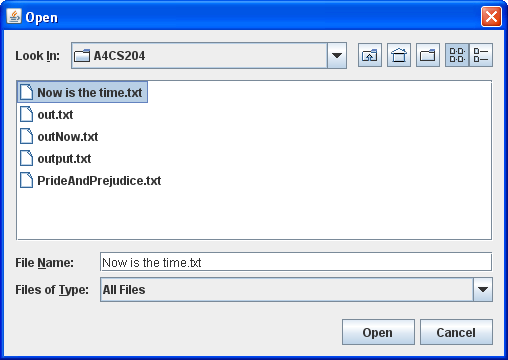 Open
Look In: A4CS204
Now is the time.txt
out.txt
outNow.txt
output.txt
PrideAndPrejudice.txt
File Name: Now is the time.txt
Files of Type: All Files
Open Cancel